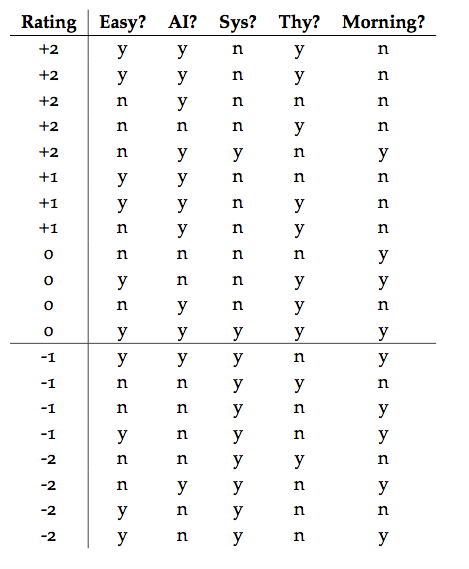 Rating Easy? AI? Sys? Thy? Morning?
+2 y y n y n
+2 y y n y n
+2 n y n n n
+2 n n n y n
+2 n y y n y
+1 y y n n n
+1 y y n y n
+1 n y n y n
0 n n n n y
0 y n n y y
0 n y n y n
0 y y y y y
-1 y y y n y
-1 n n y y n
-1 n n y n y
-1 y n y n y
-2 n n y y n
-2 n y y n y
-2 y n y n n
-2 y n y n y